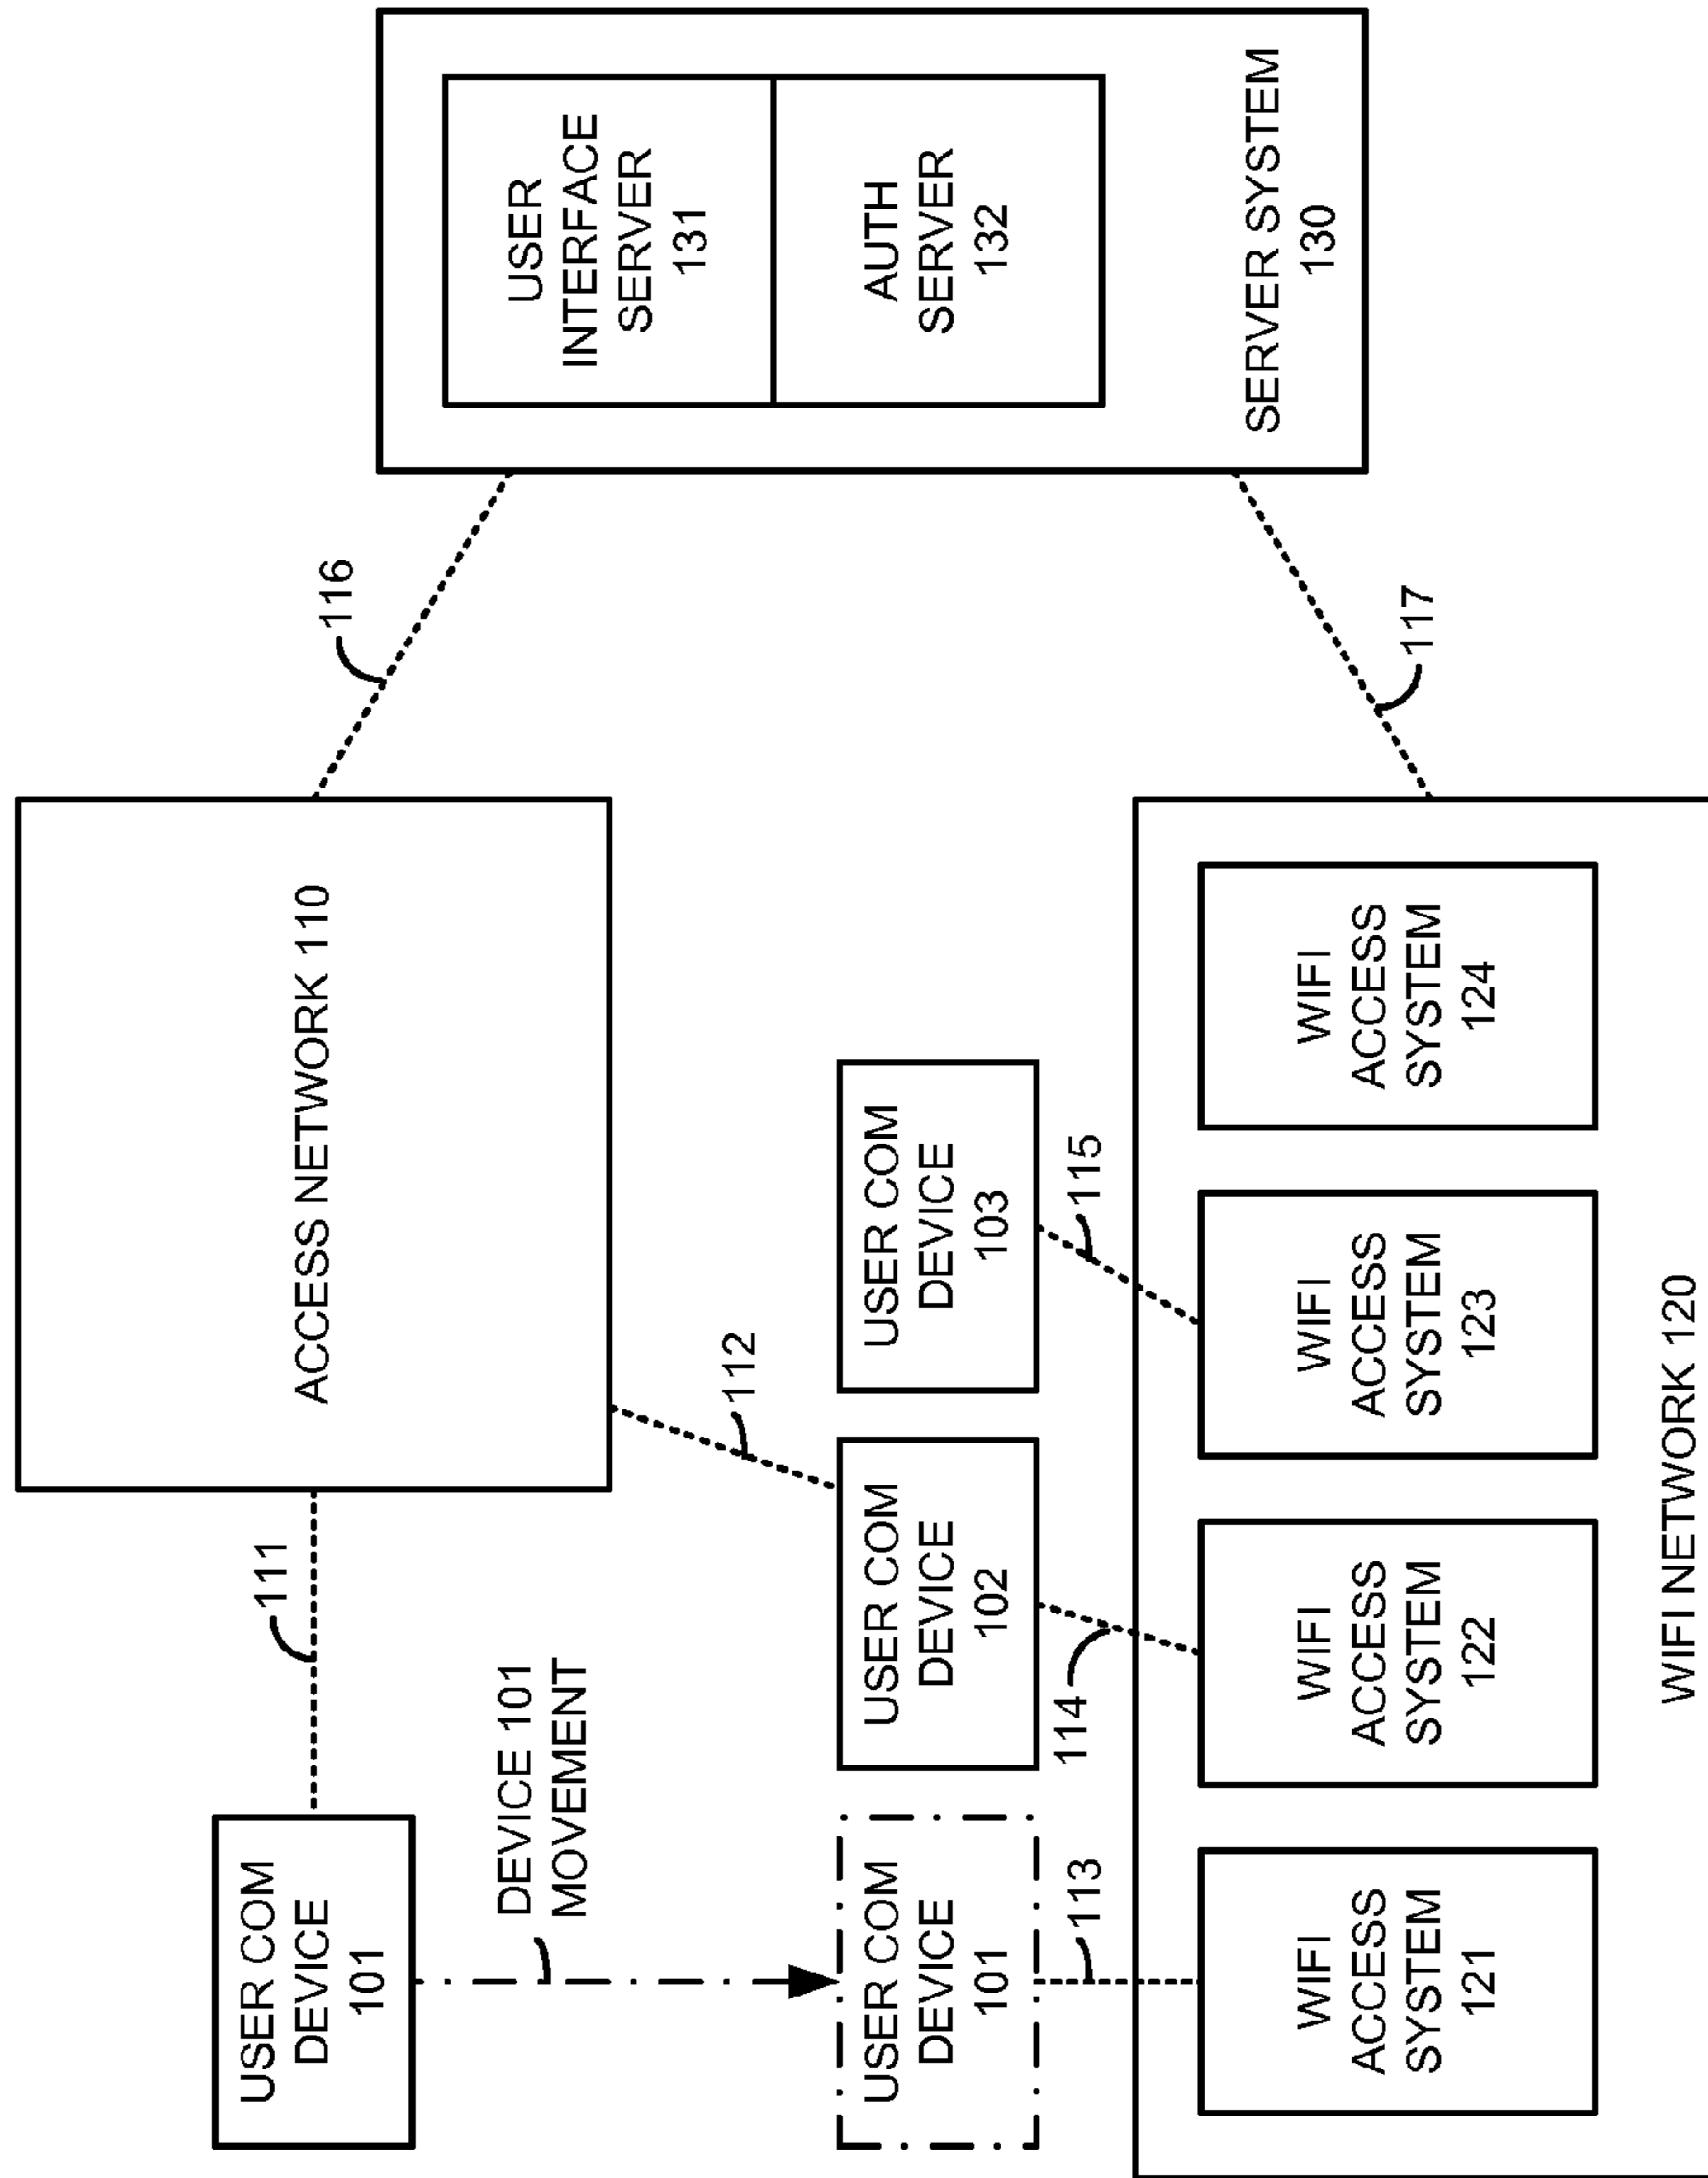 USER COM
DEVICE
101
111
ACCESS NETWORK 110
116
DEVICE 101
MOVEMENT
112
USER
INTERFACE
SERVER
131
AUTH
SERVER
132
SERVER SYSTEM
130
USER COM
DEVICE
101
USER COM
DEVICE
102
USER COM
DEVICE
103
113
114
115
117
WIFI
ACCESS
SYSTEM
121
WIFI
ACCESS
SYSTEM
122
WIFI
ACCESS
SYSTEM
123
WIFI
ACCESS
SYSTEM
124
WIFI NETWORK 120